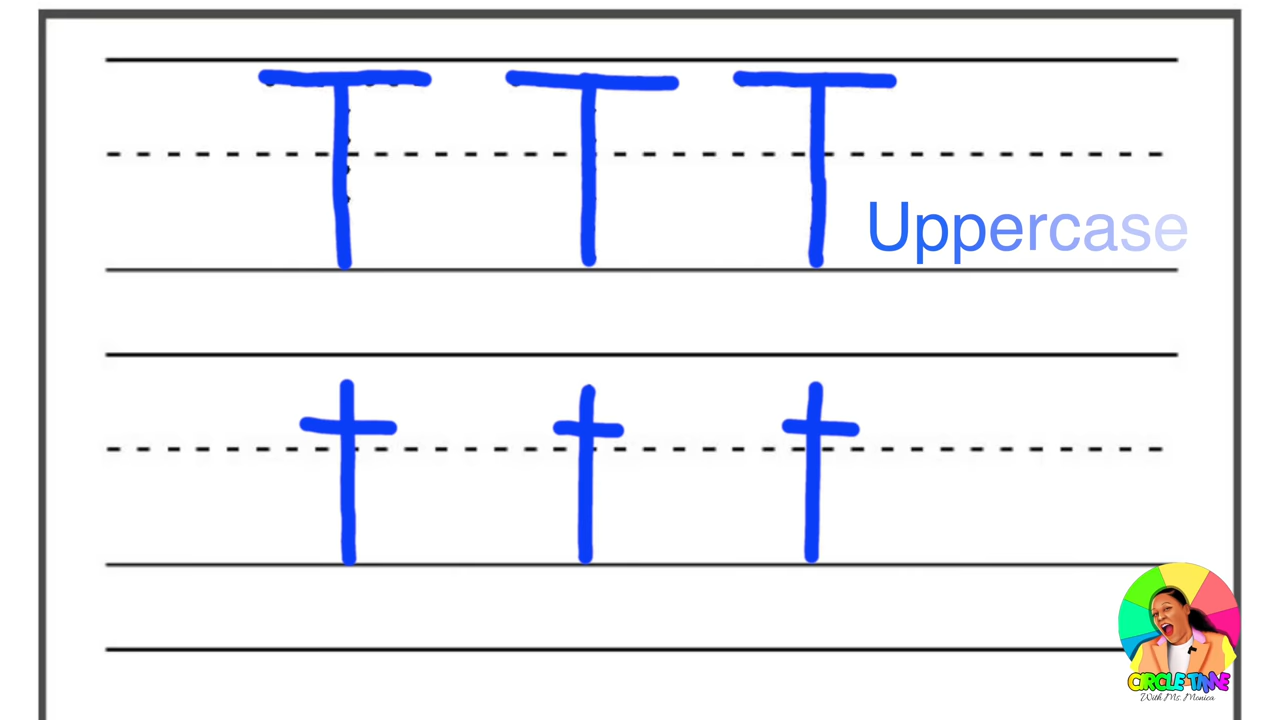 T T T
Uppercase
t t t
CIRCLE TIME
With Ms. Monica